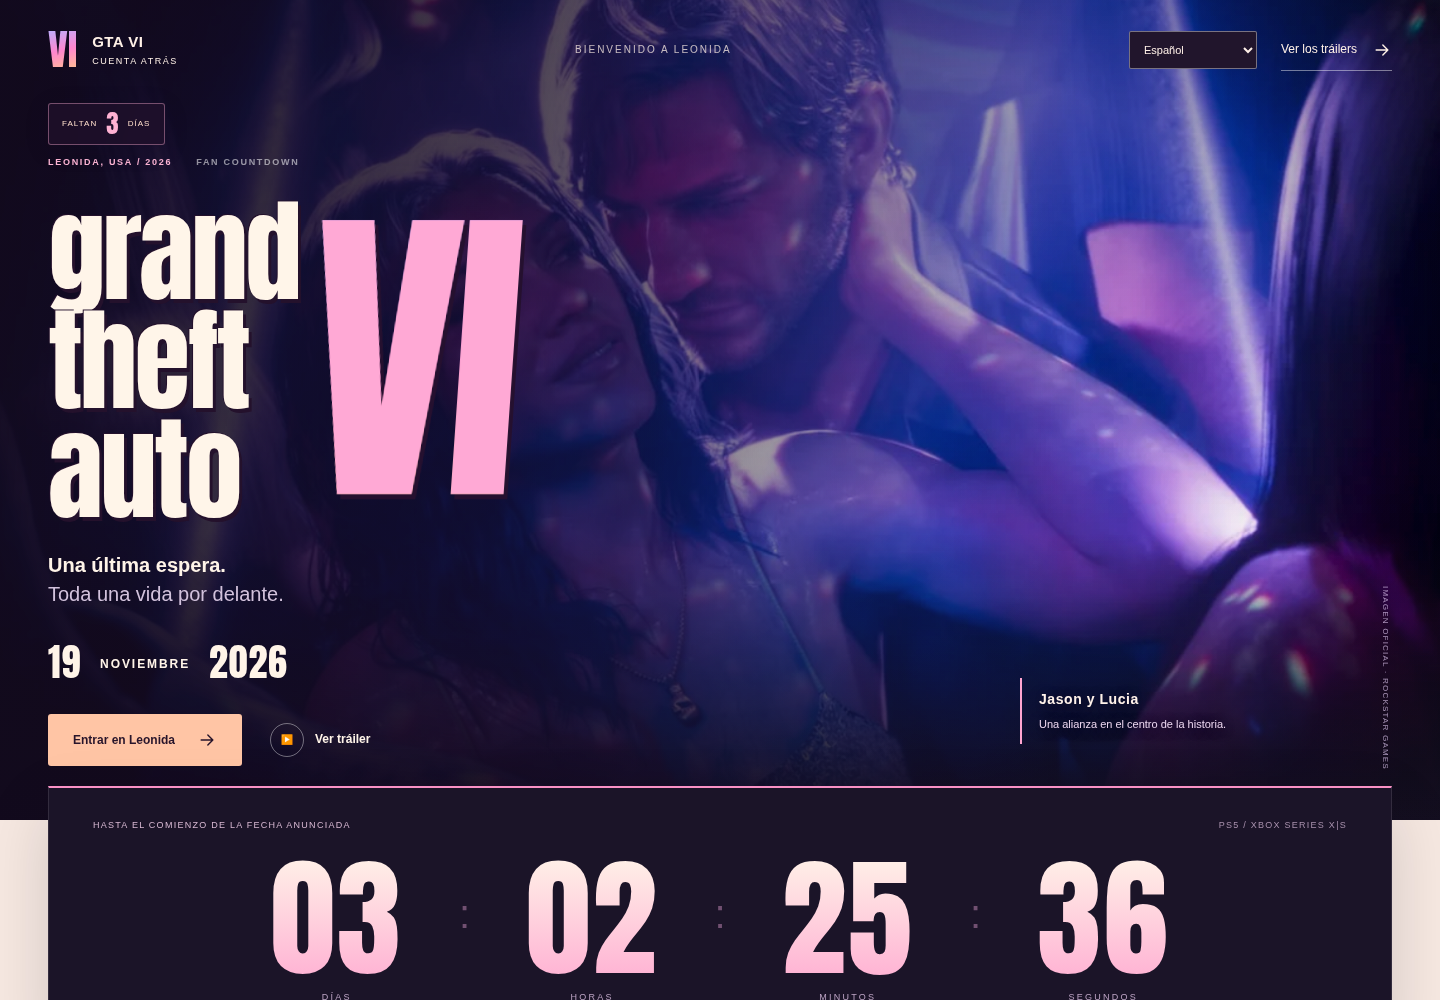 VI
GTA VI
CUENTA ATRÁS
BIENVENIDO A LEONIDA
Español
Ver los tráilers
FALTAN 3 DÍAS
LEONIDA, USA / 2026
FAN COUNTDOWN
grand
theft
auto
VI
Una última espera.
Toda una vida por delante.
19 NOVIEMBRE 2026
Entrar en Leonida
Ver tráiler
Jason y Lucia
Una alianza en el centro de la historia.
IMAGEN OFICIAL · ROCKSTAR GAMES
HASTA EL COMIENZO DE LA FECHA ANUNCIADA
PS5 / XBOX SERIES X|S
03 : 02 : 25 : 36
DÍAS HORAS MINUTOS SEGUNDOS